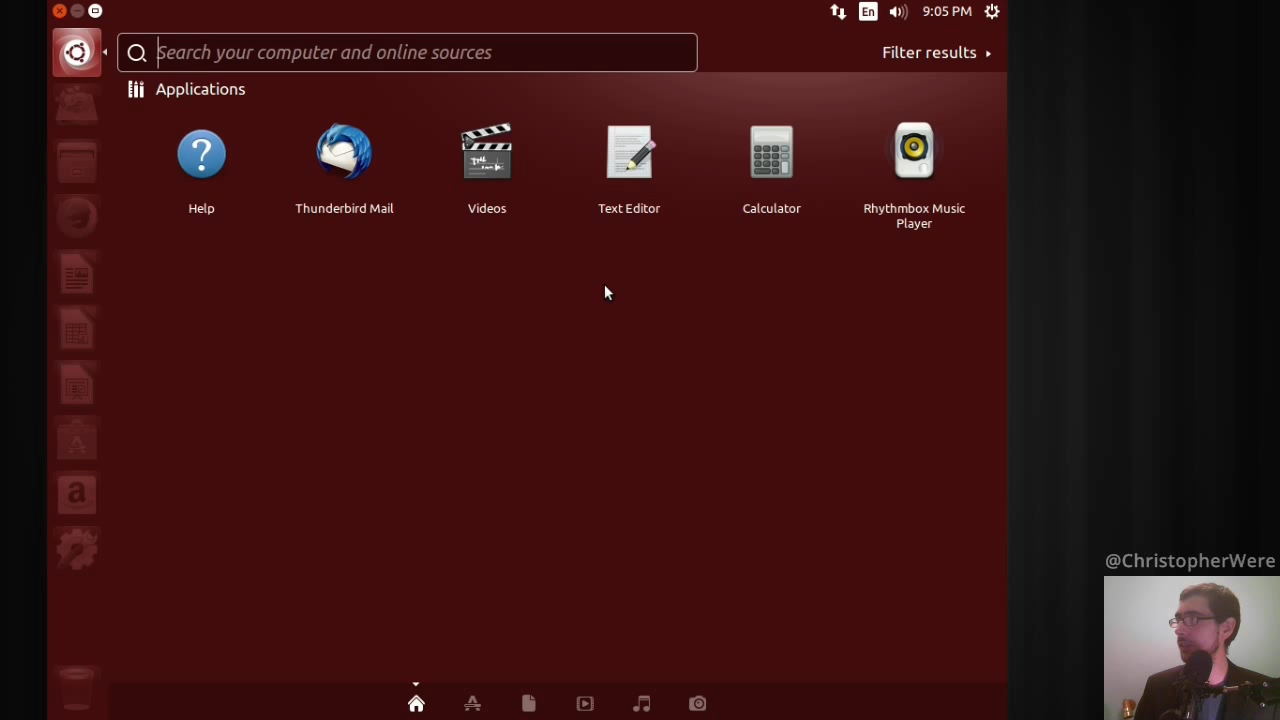 En
9:05 PM
Search your computer and online sources
Filter results
Applications
Help
Thunderbird Mail
Videos
Text Editor
Calculator
Rhythmbox Music
Player
a
@ChristopherWere